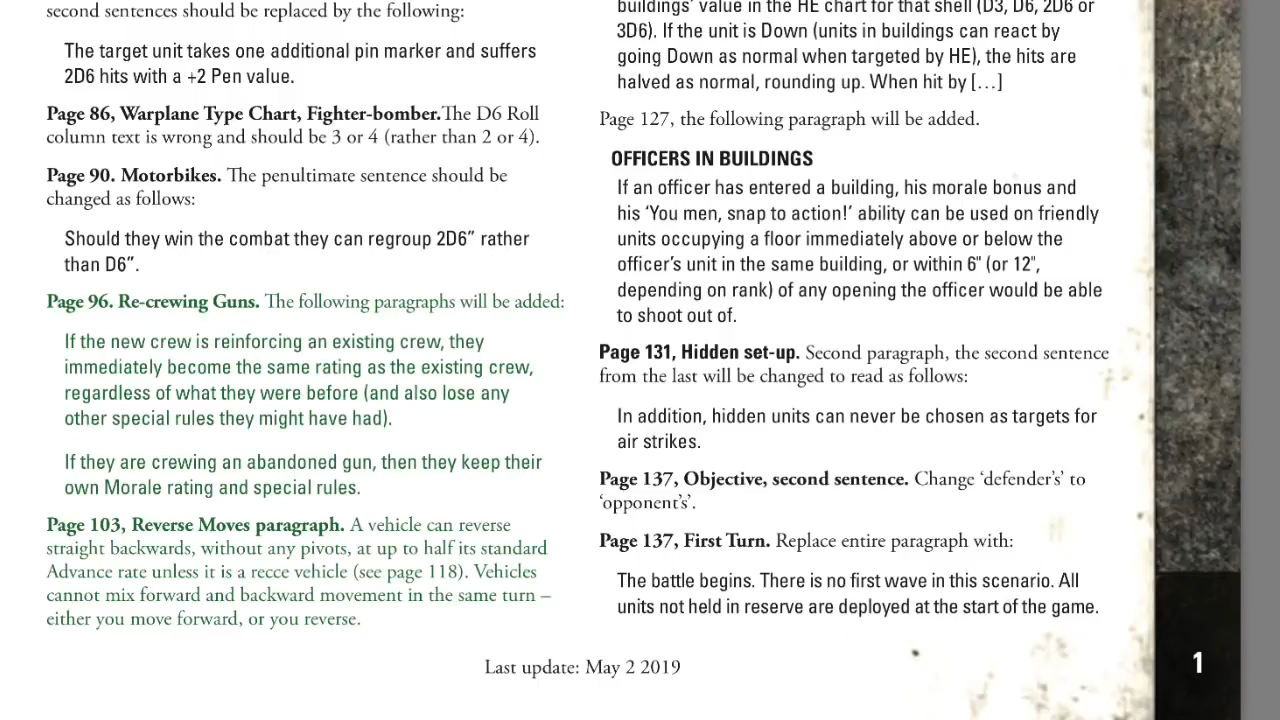 second sentences should be replaced by the following:
The target unit takes one additional pin marker and suffers
2D6 hits with a +2 Pen value.
Page 86, Warplane Type Chart, Fighter-bomber.The D6 Roll
column text is wrong and should be 3 or 4 (rather than 2 or 4).
Page 90. Motorbikes. The penultimate sentence should be
changed as follows:
Should they win the combat they can regroup 2D6” rather
than D6”.
Page 96. Re-crewing Guns. The following paragraphs will be added:
If the new crew is reinforcing an existing crew, they
immediately become the same rating as the existing crew,
regardless of what they were before (and also lose any
other special rules they might have had).
If they are crewing an abandoned gun, then they keep their
own Morale rating and special rules.
Page 103, Reverse Moves paragraph. A vehicle can reverse
straight backwards, without any pivots, at up to half its standard
Advance rate unless it is a recce vehicle (see page 118). Vehicles
cannot mix forward and backward movement in the same turn –
either you move forward, or you reverse.
buildings’ value in the HE chart for that shell (D3, D6, 2D6 or
3D6). If the unit is Down (units in buildings can react by
going Down as normal when targeted by HE), the hits are
halved as normal, rounding up. When hit by […]
Page 127, the following paragraph will be added.
OFFICERS IN BUILDINGS
If an officer has entered a building, his morale bonus and
his ‘You men, snap to action!’ ability can be used on friendly
units occupying a floor immediately above or below the
officer’s unit in the same building, or within 6" (or 12",
depending on rank) of any opening the officer would be able
to shoot out of.
Page 131, Hidden set-up. Second paragraph, the second sentence
from the last will be changed to read as follows:
In addition, hidden units can never be chosen as targets for
air strikes.
Page 137, Objective, second sentence. Change ‘defender’s’ to
‘opponent’s’.
Page 137, First Turn. Replace entire paragraph with:
The battle begins. There is no first wave in this scenario. All
units not held in reserve are deployed at the start of the game.
Last update: May 2 2019
1